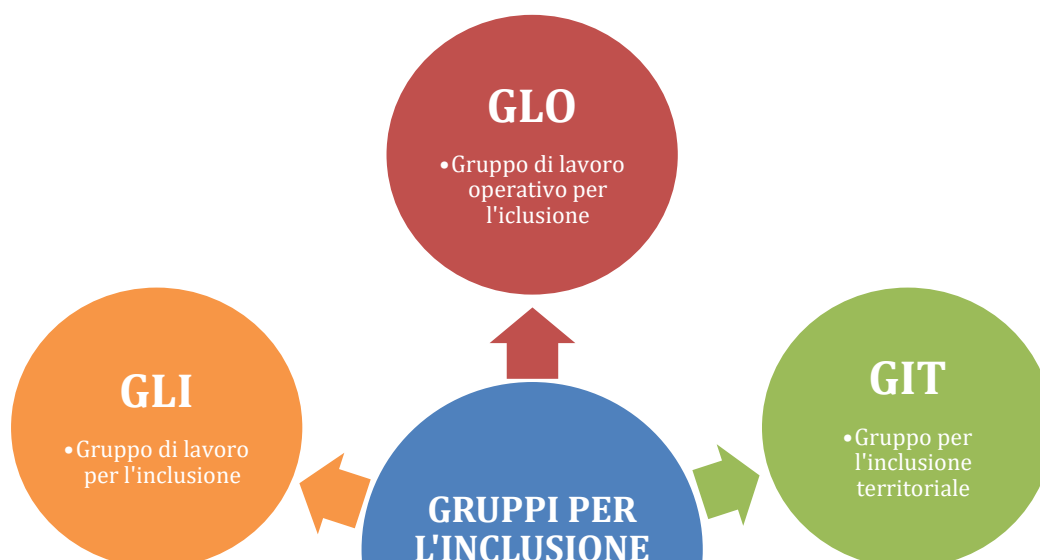 GLO
•Gruppo di lavoro
operativo per
l'iclusione
GLI
•Gruppo di lavoro
per l'inclusione
GIT
•Gruppo per
l'inclusione
territoriale
GRUPPI PER
L'INCLUSIONE